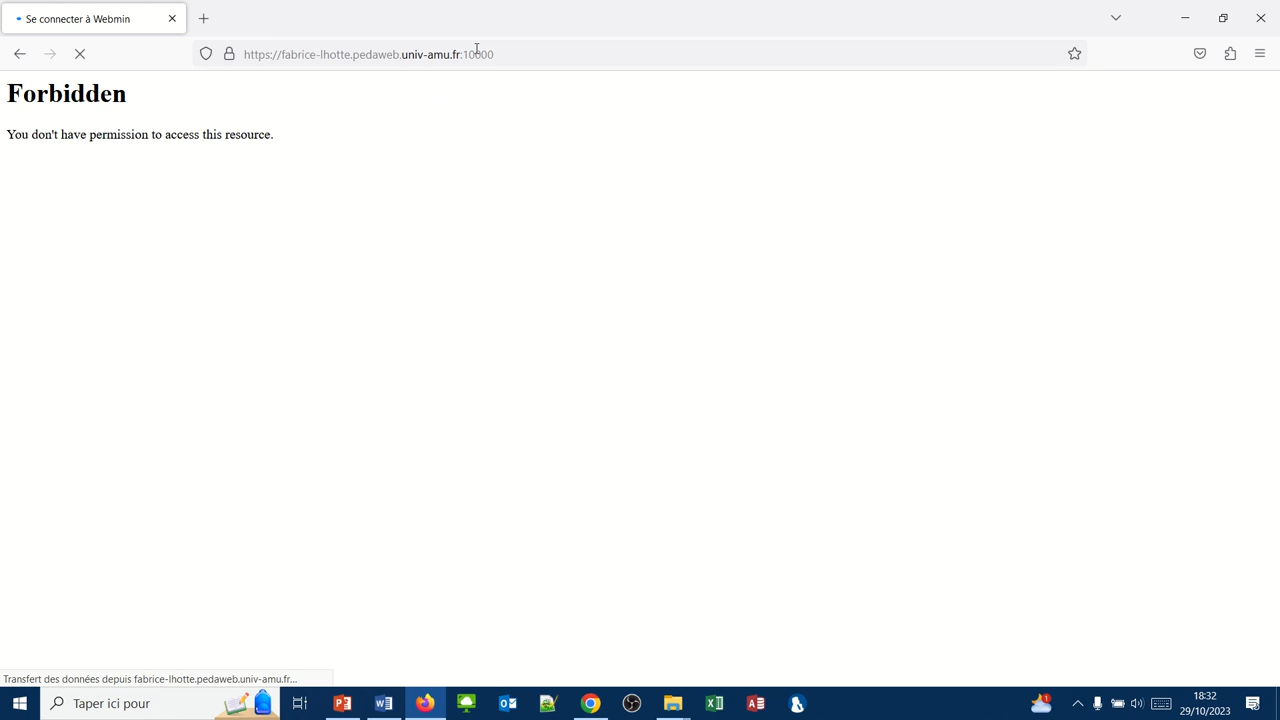 Se connecter à Webmin
https://fabrice-lhotte.pedaweb.univ-amu.fr:10000
Forbidden
You don't have permission to access this resource.
Transfert des données depuis fabrice-lhotte.pedaweb.univ-amu.fr…
Taper ici pour
1
18:32
29/10/2023